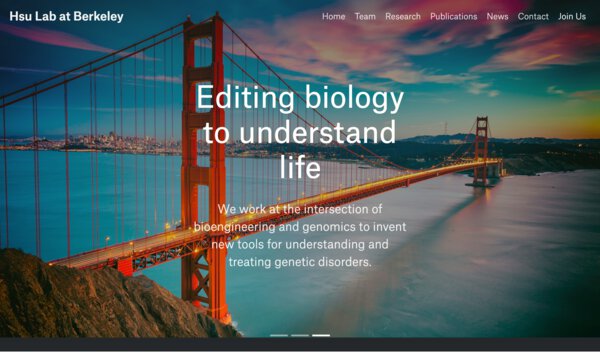 Hsu Lab at Berkeley
Home Team Research Publications News Contact Join Us
Editing biology
to understand
life
We work at the intersection of
bioengineering and genomics to invent
new tools for understanding and
treating genetic disorders.